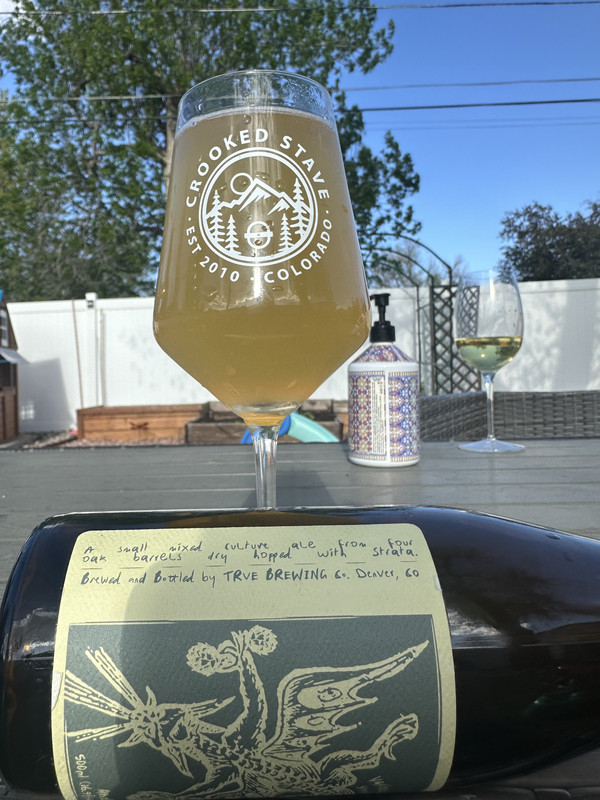 CROOKED STAVE
· EST 2010 · COLORADO ·
A small mixed culture ale from four
oak barrels dry hopped with Strata.
Brewed and Bottled by TRVE BREWING Co. Denver, CO
500ml